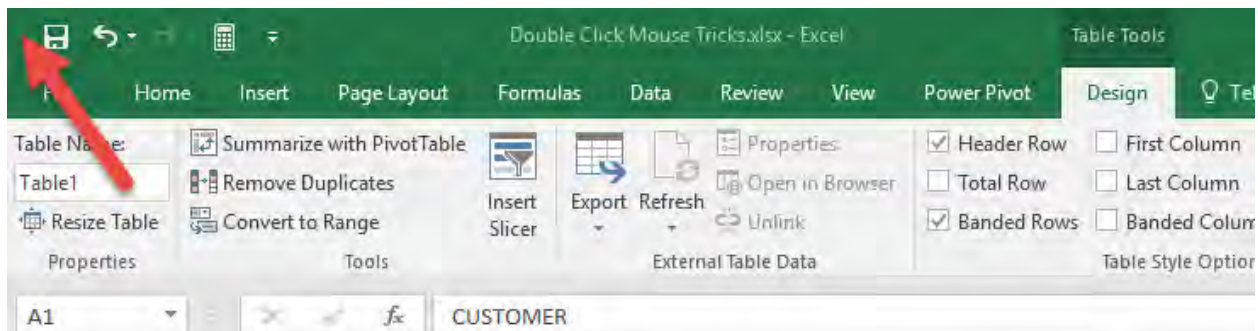 Double Click Mouse Tricks.xlsx - Excel
Table Tools
Home Insert Page Layout Formulas Data Review View Power Pivot Design
Table Name:
Summarize with PivotTable
Properties
Header Row
First Column
Table1
Remove Duplicates
Insert Slicer
Export
Refresh
Open in Browser
Total Row
Last Column
Resize Table
Convert to Range
Unlink
Banded Rows
Banded
Properties
Tools
External Table Data
Table Style
A1
fx
CUSTOMER